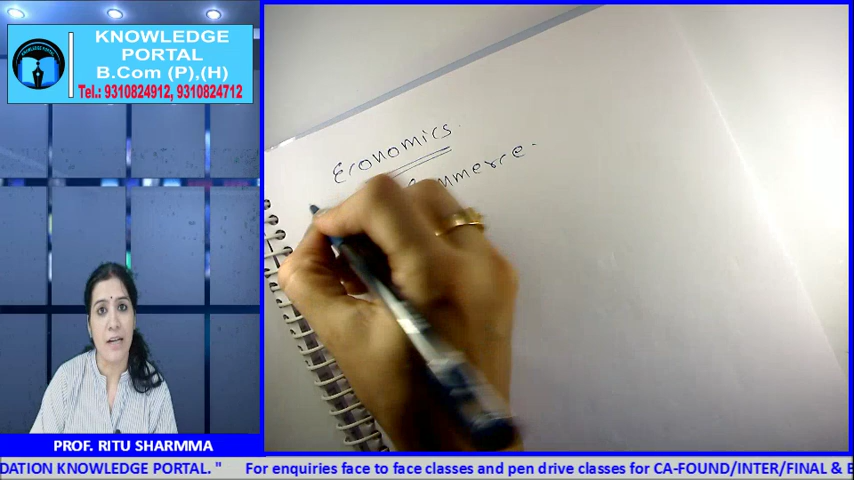 KNOWLEDGE
PORTAL
B.Com (P),(H)
Tel.: 9310824912, 9310824712
Economics
commerce.
PROF. RITU SHARMMA
DATION KNOWLEDGE PORTAL. " For enquiries face to face classes and pen drive classes for CA-FOUND/INTER/FINAL &